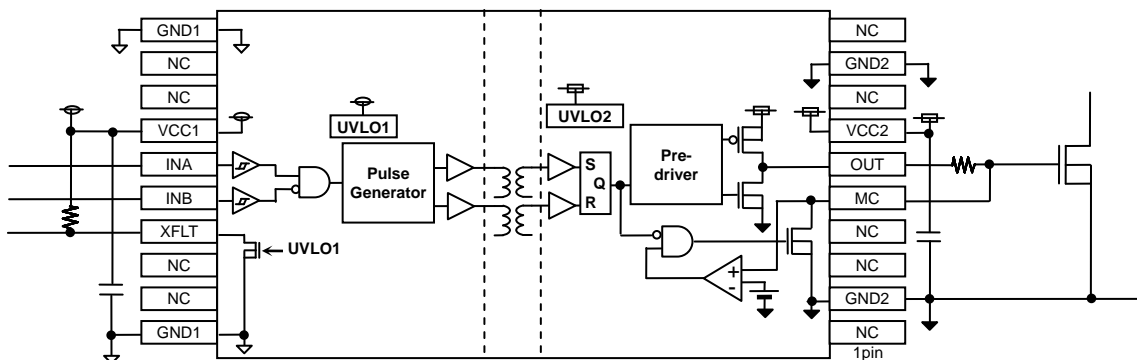 GND1
NC
NC
VCC1
INA
INB
XFLT
NC
NC
GND1
UVLO1
UVLO1
Pulse
Generator
UVLO2
S
Q
R
Pre-
driver
+
-
NC
GND2
NC
VCC2
OUT
MC
NC
NC
GND2
NC
1pin